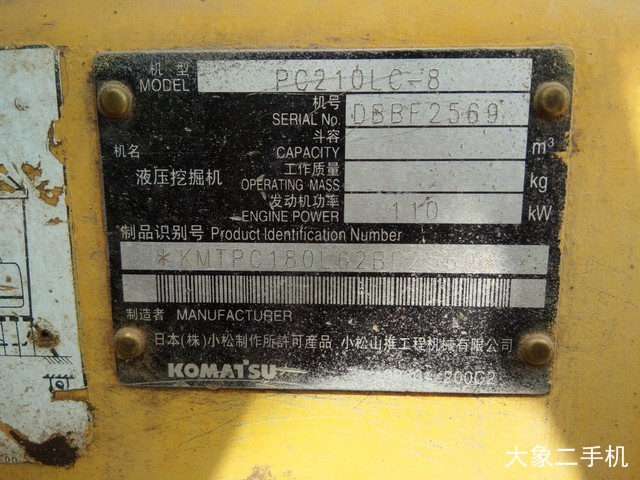 机型
MODEL PC210LC-8
机号
SERIAL No. DBBF2569
斗容
机名 CAPACITY m³
工作质量
液压挖掘机 OPERATING MASS kg
发动机功率
ENGINE POWER 110 kW
制品识别号 Product Identification Number
制造者 MANUFACTURER
日本(株)小松制作所許可産品 小松山推工程机械有限公司
KOMATSU
大象二手机